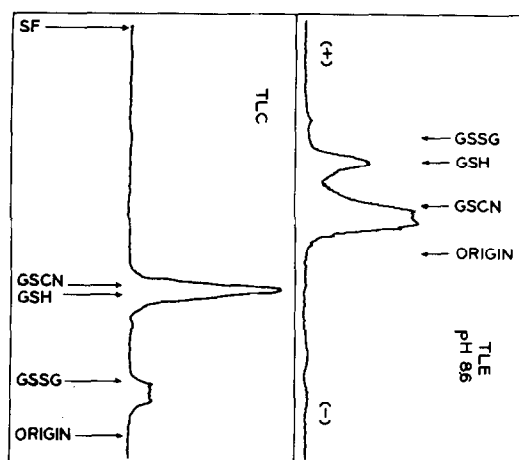 SF
TLC
GSCN
GSH
GSSG
ORIGIN
(+)
GSSG
GSH
GSCN
ORIGIN
TLE
pH 8.6
(−)